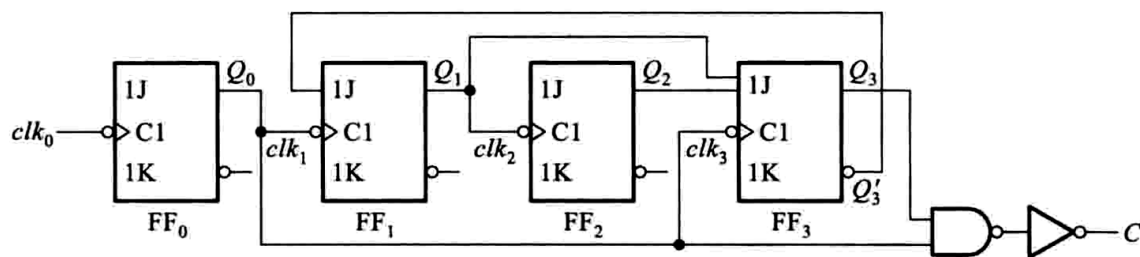 Q₀ Q₁ Q₂ Q₃
1J 1J 1J 1J
clk₀ C1 clk₁ C1 clk₂ C1 clk₃ C1
1K 1K 1K 1K Q₃′
FF₀ FF₁ FF₂ FF₃
C